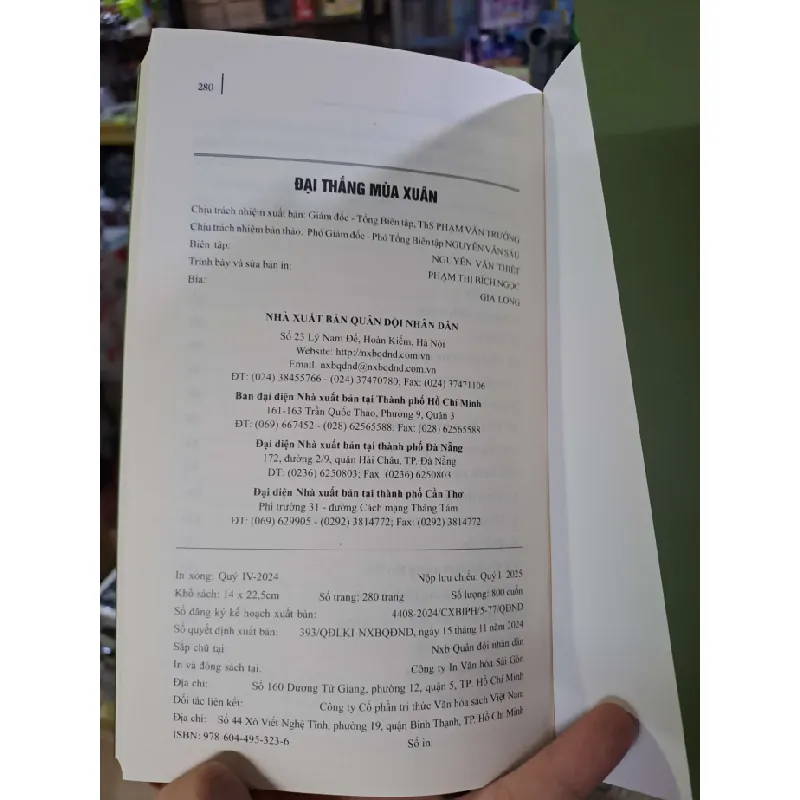 280
ĐẠI THẮNG MÙA XUÂN
Chịu trách nhiệm xuất bản: Giám đốc - Tổng Biên tập, ThS PHẠM VĂN TRƯỜNG
Chịu trách nhiệm bản thảo: Phó Giám đốc - Phó Tổng Biên tập NGUYỄN VĂN SÁU
Biên tập: NGUYỄN VĂN THIẾT
Trình bày và sửa bản in: PHẠM THỊ BÍCH NGỌC
Bìa: GIA LONG
NHÀ XUẤT BẢN QUÂN ĐỘI NHÂN DÂN
Số 23 Lý Nam Đế, Hoàn Kiếm, Hà Nội
Website: http://nxbqdnd.com.vn
Email: nxbqdnd@nxbqdnd.com.vn
ĐT: (024) 38455766 - (024) 37470780; Fax: (024) 37471106
Ban đại diện Nhà xuất bản tại Thành phố Hồ Chí Minh
161-163 Trần Quốc Thảo, Phường 9, Quận 3
ĐT: (069) 667452 - (028) 62565588; Fax: (028) 62565588
Đại diện Nhà xuất bản tại thành phố Đà Nẵng
172, đường 2/9, quận Hải Châu, TP. Đà Nẵng
ĐT: (0236) 6250803; Fax: (0236) 6250803
Đại diện Nhà xuất bản tại thành phố Cần Thơ
Phi trường 31 - đường Cách mạng Tháng Tám
ĐT: (069) 629905 - (0292) 3814772; Fax: (0292) 3814772
In xong: Quý IV-2024 Nộp lưu chiểu: Quý I-2025
Khổ sách: 14 x 22,5cm Số trang: 280 trang Số lượng: 800 cuốn
Số đăng ký kế hoạch xuất bản: 4408-2024/CXBIPH/5-77/QĐND
Số quyết định xuất bản: 393/QĐLKI NXBQĐND, ngày 15 tháng 11 năm 2024
Sắp chữ tại: Nxb Quân đội nhân dân
In và đóng sách tại: Công ty In Văn hóa Sài Gòn
Địa chỉ: Số 160 Dương Tử Giang, phường 12, quận 5, TP. Hồ Chí Minh
Đối tác liên kết: Công ty Cổ phần tri thức Văn hóa sách Việt Nam
Địa chỉ: Số 44 Xô Viết Nghệ Tĩnh, phường 19, quận Bình Thạnh, TP. Hồ Chí Minh
ISBN: 978-604-495-323-6 Số in